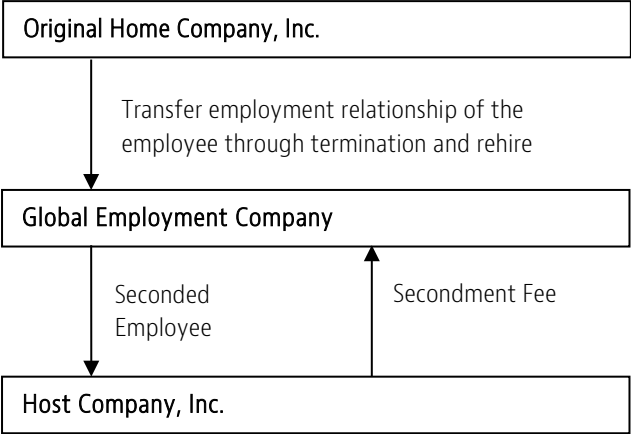 Original Home Company, Inc.
Transfer employment relationship of the
employee through termination and rehire
Global Employment Company
Seconded
Employee
Secondment Fee
Host Company, Inc.